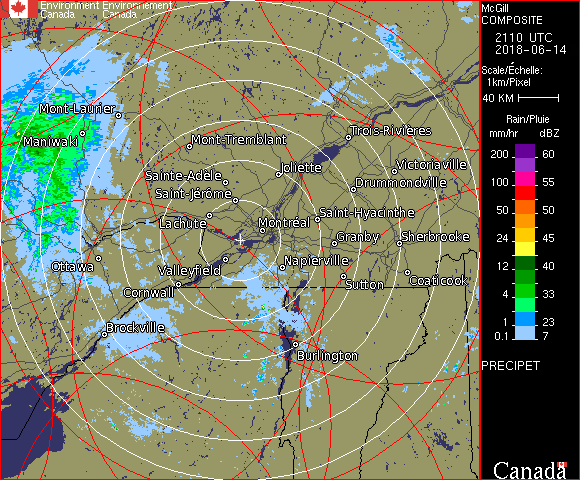 Environment Environnement
Canada Canada
McGill
COMPOSITE
2110 UTC
2018-06-14
Scale/Échelle:
1km/Pixel
40 KM
Rain/Pluie
mm/hr dBZ
200 60
100 55
50 50
24 45
12 40
4 33
1 23
0.1 7
PRECIPET
Canada
Mont-Laurier
Maniwaki
Mont-Tremblant
Trois-Rivières
Sainte-Adèle
Joliette
Victoriaville
Saint-Jérôme
Drummondville
Lachute
Montréal
Saint-Hyacinthe
Granby
Sherbrooke
Ottawa
Valleyfield
Napierville
Cornwall
Sutton
Coaticook
Brockville
Burlington